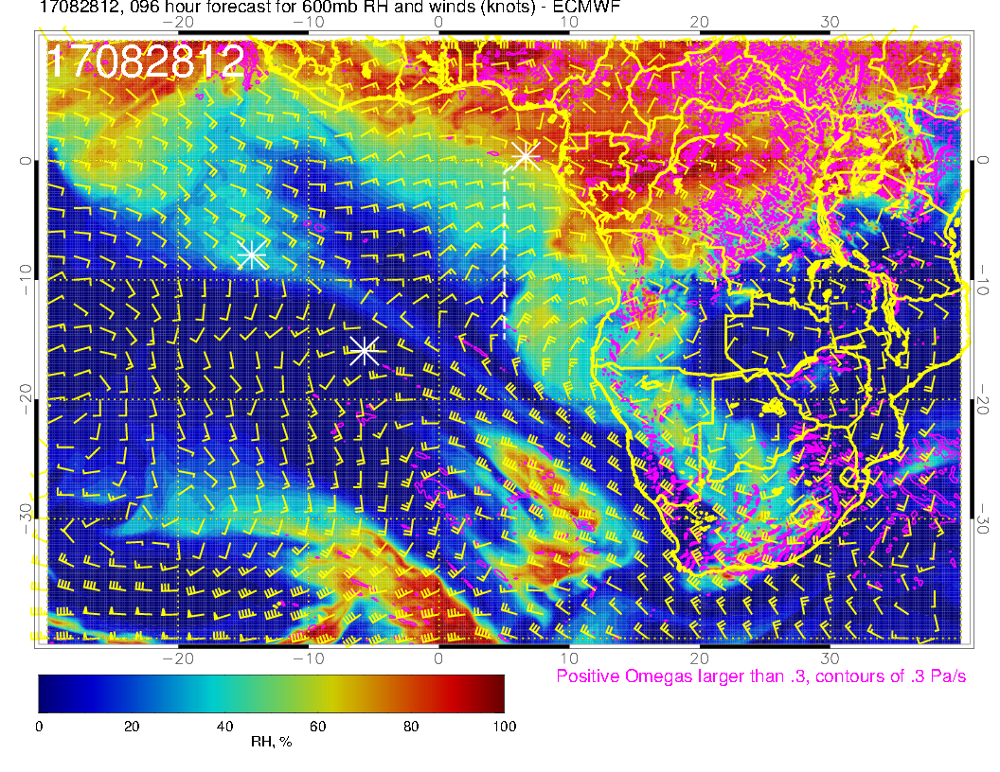 17082812, 096 hour forecast for 600mb RH and winds (knots) - ECMWF
−20 −10 0 10 20 30
17082812
0 0
−10 −10
−20 −20
−30 −30
−20 −10 0 10 20 30
Positive Omegas larger than .3, contours of .3 Pa/s
0 20 40 60 80 100
RH, %